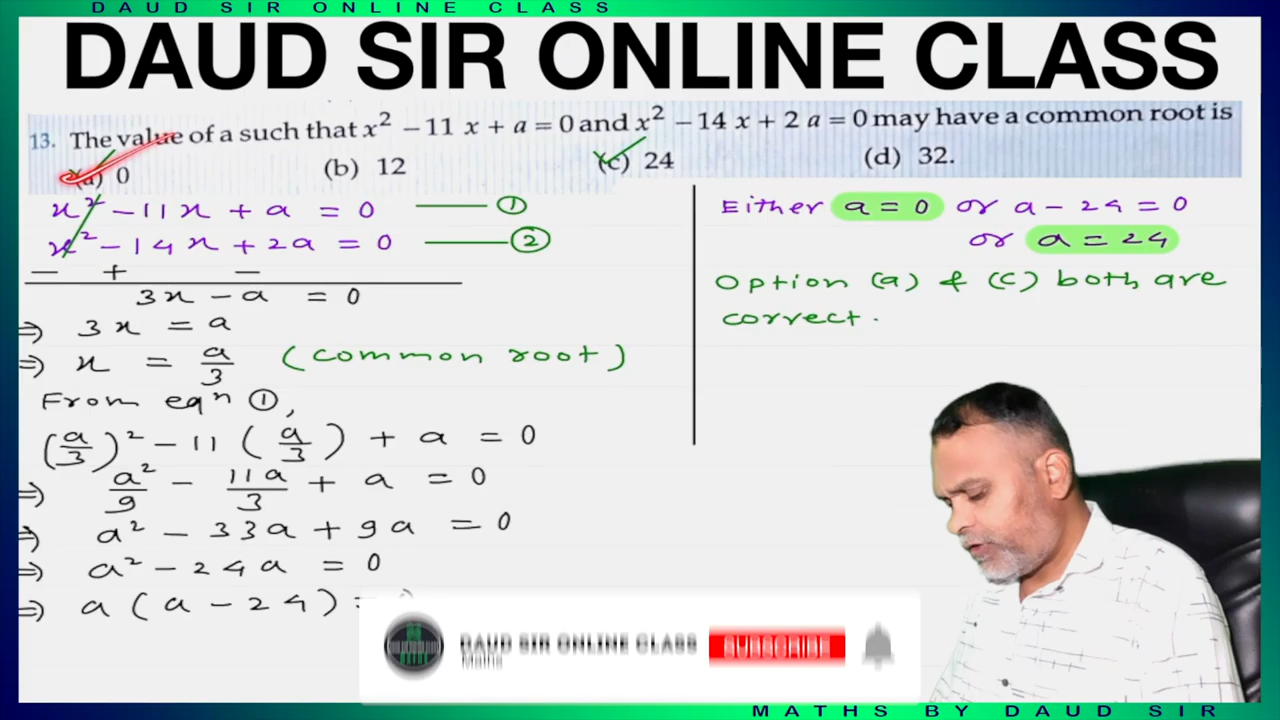 DAUD SIR ONLINE CLASS
DAUD SIR ONLINE CLASS
13. The value of a such that x² − 11 x + a = 0 and x² − 14 x + 2 a = 0 may have a common root is
(a) 0 (b) 12 (c) 24 (d) 32.
x² − 11x + a = 0 —— ①
x² − 14x + 2a = 0 —— ②
− + −
3x − a = 0
⇒ 3x = a
⇒ x = a/3 (common root)
From eqn ①,
(a/3)² − 11 (a/3) + a = 0
⇒ a²/9 − 11a/3 + a = 0
⇒ a² − 33a + 9a = 0
⇒ a² − 24a = 0
⇒ a (a − 24) =
Either a = 0 or a − 24 = 0
or a = 24
Option (a) & (c) both are
correct.
DAUD SIR ONLINE CLASS
Maths
SUBSCRIBE
MATHS BY DAUD SIR